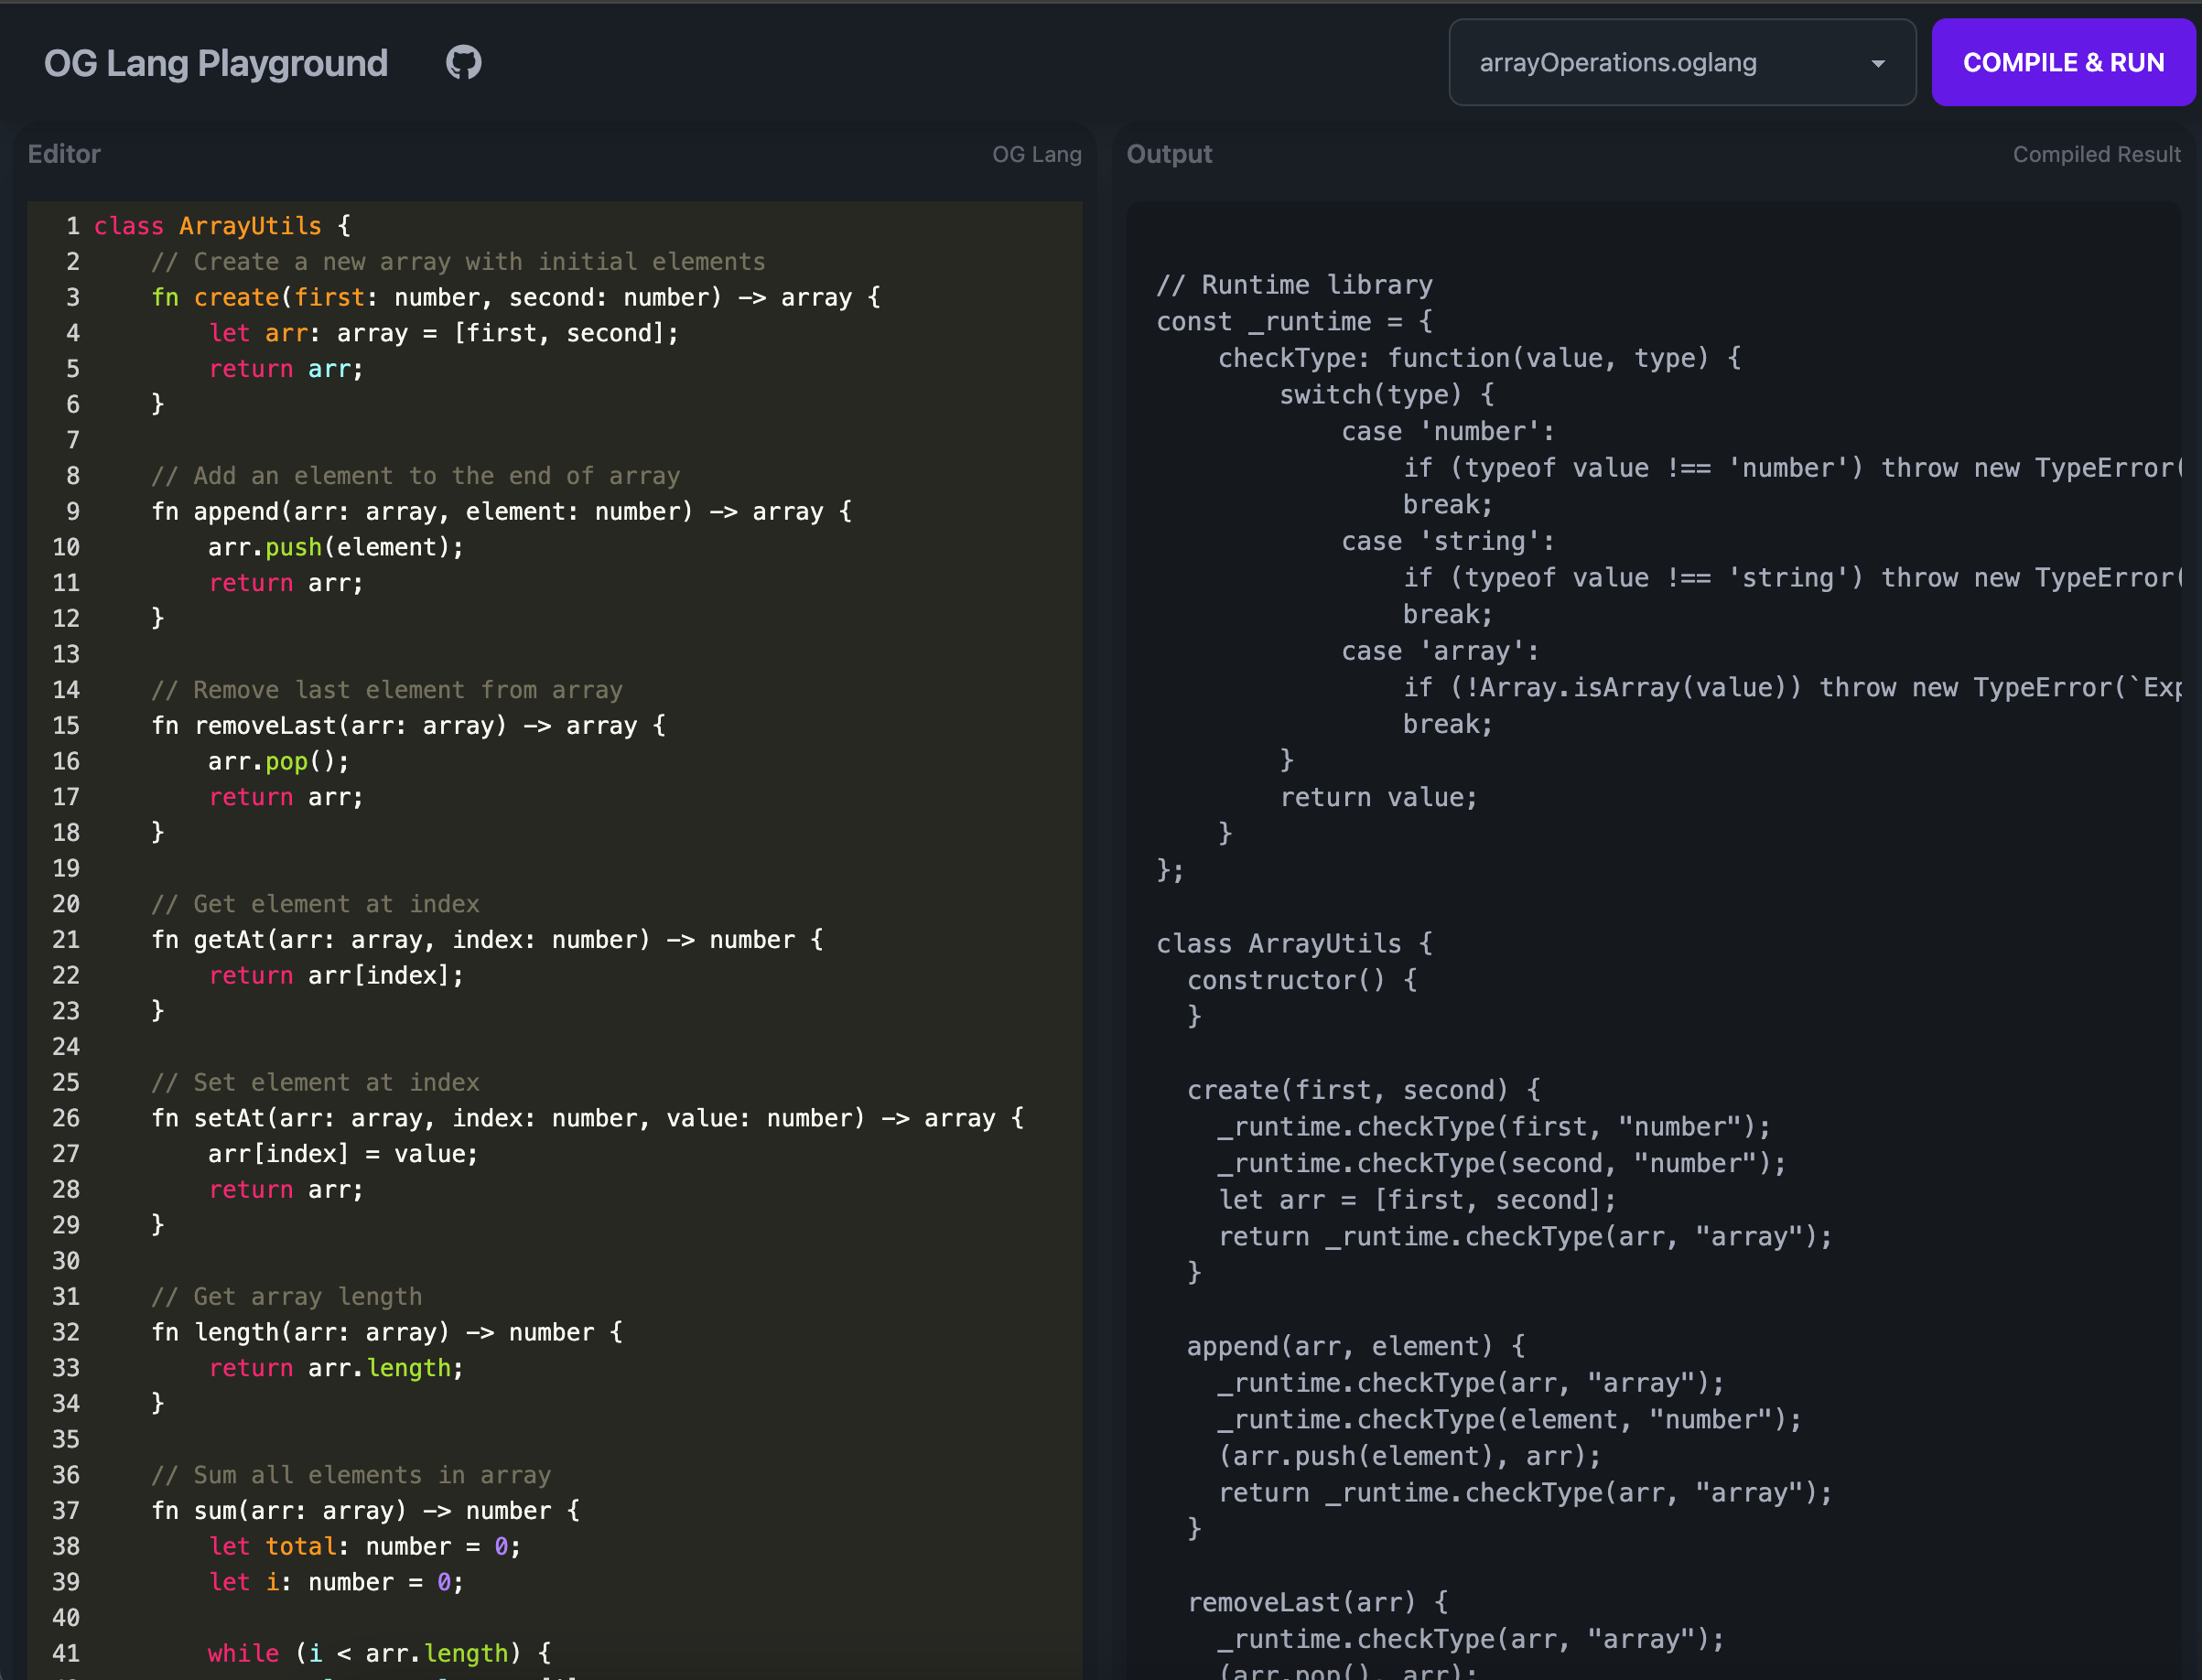 OG Lang Playground
arrayOperations.oglang
COMPILE & RUN
Editor
OG Lang
1 class ArrayUtils {
2     // Create a new array with initial elements
3     fn create(first: number, second: number) -> array {
4         let arr: array = [first, second];
5         return arr;
6     }
7
8     // Add an element to the end of array
9     fn append(arr: array, element: number) -> array {
10         arr.push(element);
11         return arr;
12     }
13
14     // Remove last element from array
15     fn removeLast(arr: array) -> array {
16         arr.pop();
17         return arr;
18     }
19
20     // Get element at index
21     fn getAt(arr: array, index: number) -> number {
22         return arr[index];
23     }
24
25     // Set element at index
26     fn setAt(arr: array, index: number, value: number) -> array {
27         arr[index] = value;
28         return arr;
29     }
30
31     // Get array length
32     fn length(arr: array) -> number {
33         return arr.length;
34     }
35
36     // Sum all elements in array
37     fn sum(arr: array) -> number {
38         let total: number = 0;
39         let i: number = 0;
40
41         while (i < arr.length) {
Output
Compiled Result
// Runtime library
const _runtime = {
    checkType: function(value, type) {
        switch(type) {
            case 'number':
                if (typeof value !== 'number') throw new TypeError(
                break;
            case 'string':
                if (typeof value !== 'string') throw new TypeError(
                break;
            case 'array':
                if (!Array.isArray(value)) throw new TypeError(`Exp
                break;
        }
        return value;
    }
};
class ArrayUtils {
  constructor() {
  }
  create(first, second) {
    _runtime.checkType(first, "number");
    _runtime.checkType(second, "number");
    let arr = [first, second];
    return _runtime.checkType(arr, "array");
  }
  append(arr, element) {
    _runtime.checkType(arr, "array");
    _runtime.checkType(element, "number");
    (arr.push(element), arr);
    return _runtime.checkType(arr, "array");
  }
  removeLast(arr) {
    _runtime.checkType(arr, "array");
    (arr.pop(), arr);